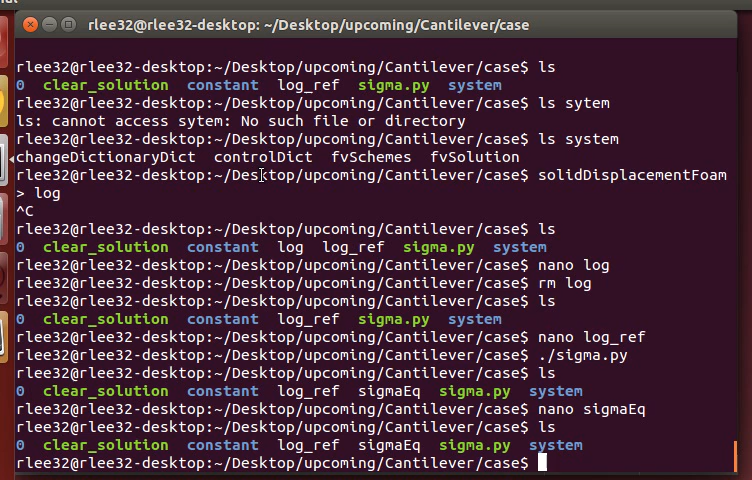 rlee32@rlee32-desktop: ~/Desktop/upcoming/Cantilever/case
rlee32@rlee32-desktop:~/Desktop/upcoming/Cantilever/case$ ls
0 clear_solution constant log_ref sigma.py system
rlee32@rlee32-desktop:~/Desktop/upcoming/Cantilever/case$ ls sytem
ls: cannot access sytem: No such file or directory
rlee32@rlee32-desktop:~/Desktop/upcoming/Cantilever/case$ ls system
changeDictionaryDict controlDict fvSchemes fvSolution
rlee32@rlee32-desktop:~/Desktop/upcoming/Cantilever/case$ solidDisplacementFoam
> log
^C
rlee32@rlee32-desktop:~/Desktop/upcoming/Cantilever/case$ ls
0 clear_solution constant log log_ref sigma.py system
rlee32@rlee32-desktop:~/Desktop/upcoming/Cantilever/case$ nano log
rlee32@rlee32-desktop:~/Desktop/upcoming/Cantilever/case$ rm log
rlee32@rlee32-desktop:~/Desktop/upcoming/Cantilever/case$ ls
0 clear_solution constant log_ref sigma.py system
rlee32@rlee32-desktop:~/Desktop/upcoming/Cantilever/case$ nano log_ref
rlee32@rlee32-desktop:~/Desktop/upcoming/Cantilever/case$ ./sigma.py
rlee32@rlee32-desktop:~/Desktop/upcoming/Cantilever/case$ ls
0 clear_solution constant log_ref sigmaEq sigma.py system
rlee32@rlee32-desktop:~/Desktop/upcoming/Cantilever/case$ nano sigmaEq
rlee32@rlee32-desktop:~/Desktop/upcoming/Cantilever/case$ ls
0 clear_solution constant log_ref sigmaEq sigma.py system
rlee32@rlee32-desktop:~/Desktop/upcoming/Cantilever/case$